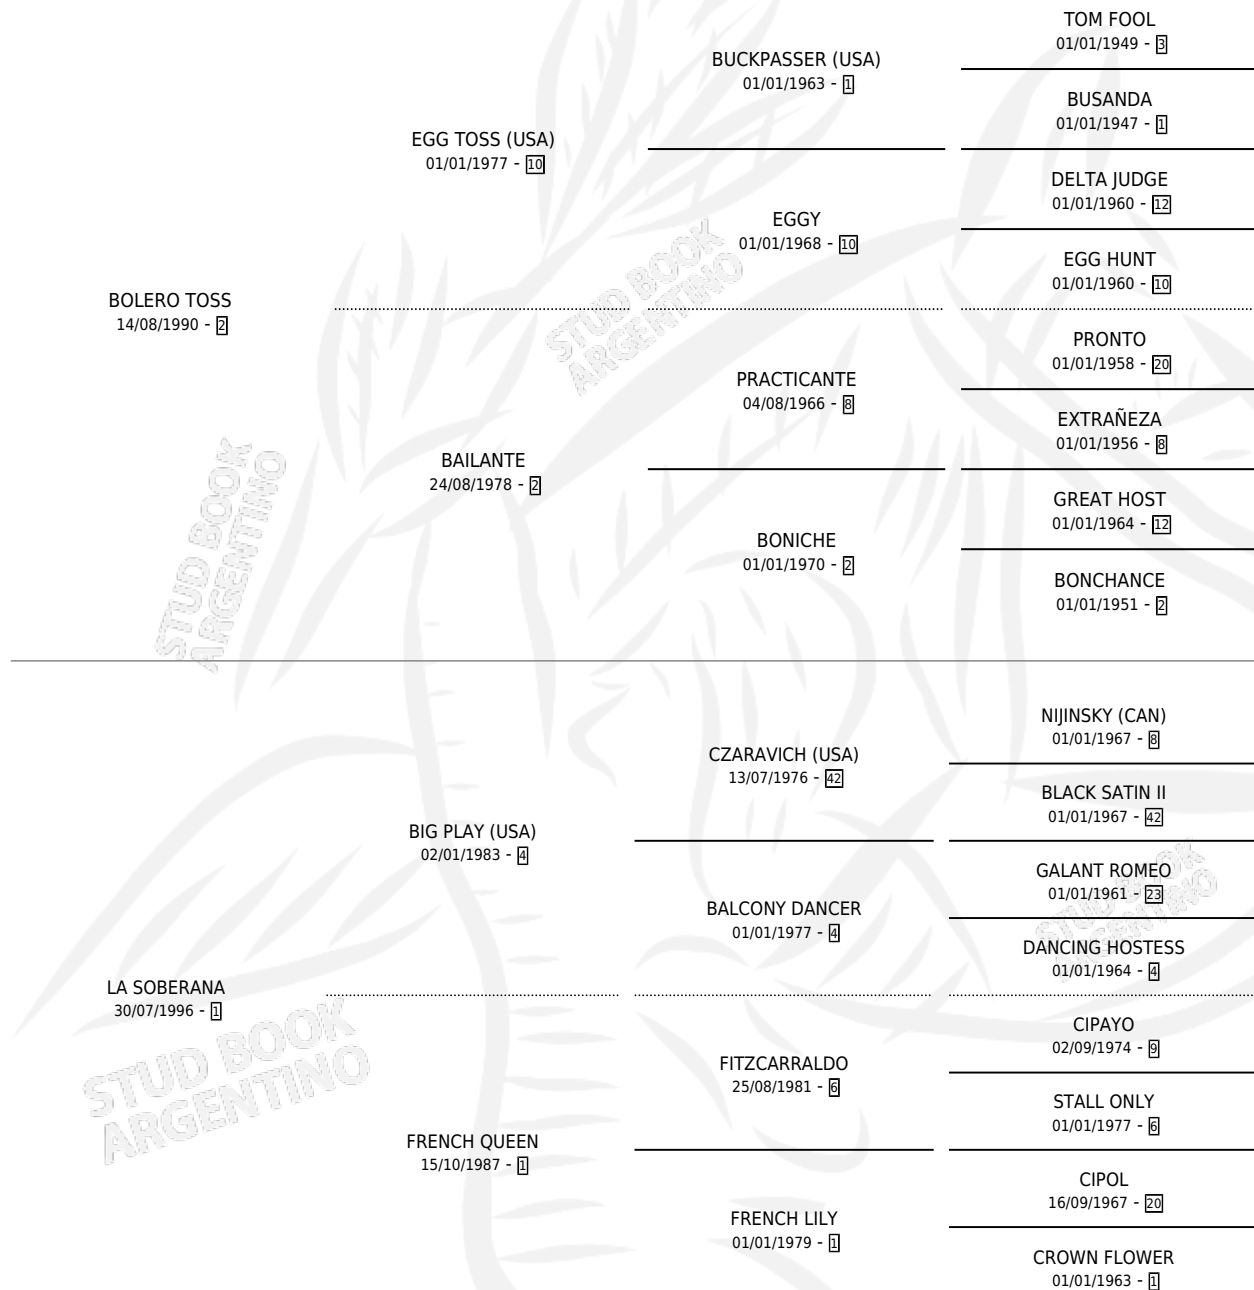 TOM FOOL
01/01/1949 - 3
BUCKPASSER (USA)
01/01/1963 - 1
BUSANDA
01/01/1947 - 1
EGG TOSS (USA)
01/01/1977 - 10
DELTA JUDGE
01/01/1960 - 12
EGGY
01/01/1968 - 10
EGG HUNT
01/01/1960 - 10
BOLERO TOSS
14/08/1990 - 2
STUD BOOK
ARGENTINO
PRONTO
01/01/1958 - 20
PRACTICANTE
04/08/1966 - 8
EXTRAÑEZA
01/01/1956 - 8
BAILANTE
24/08/1978 - 2
GREAT HOST
01/01/1964 - 12
BONICHE
01/01/1970 - 2
BONCHANCE
01/01/1951 - 2
STUD BOOK
ARGENTINO
NIJINSKY (CAN)
01/01/1967 - 8
CZARAVICH (USA)
13/07/1976 - 42
BLACK SATIN II
01/01/1967 - 42
BIG PLAY (USA)
02/01/1983 - 4
GALANT ROMEO
01/01/1961 - 23
BALCONY DANCER
01/01/1977 - 4
STUD BOOK
ARGENTINO
DANCING HOSTESS
01/01/1964 - 4
LA SOBERANA
30/07/1996 - 1
CIPAYO
02/09/1974 - 9
STUD BOOK
ARGENTINO
FITZCARRALDO
25/08/1981 - 6
STALL ONLY
01/01/1977 - 6
FRENCH QUEEN
15/10/1987 - 1
CIPOL
16/09/1967 - 20
FRENCH LILY
01/01/1979 - 1
CROWN FLOWER
01/01/1963 - 1